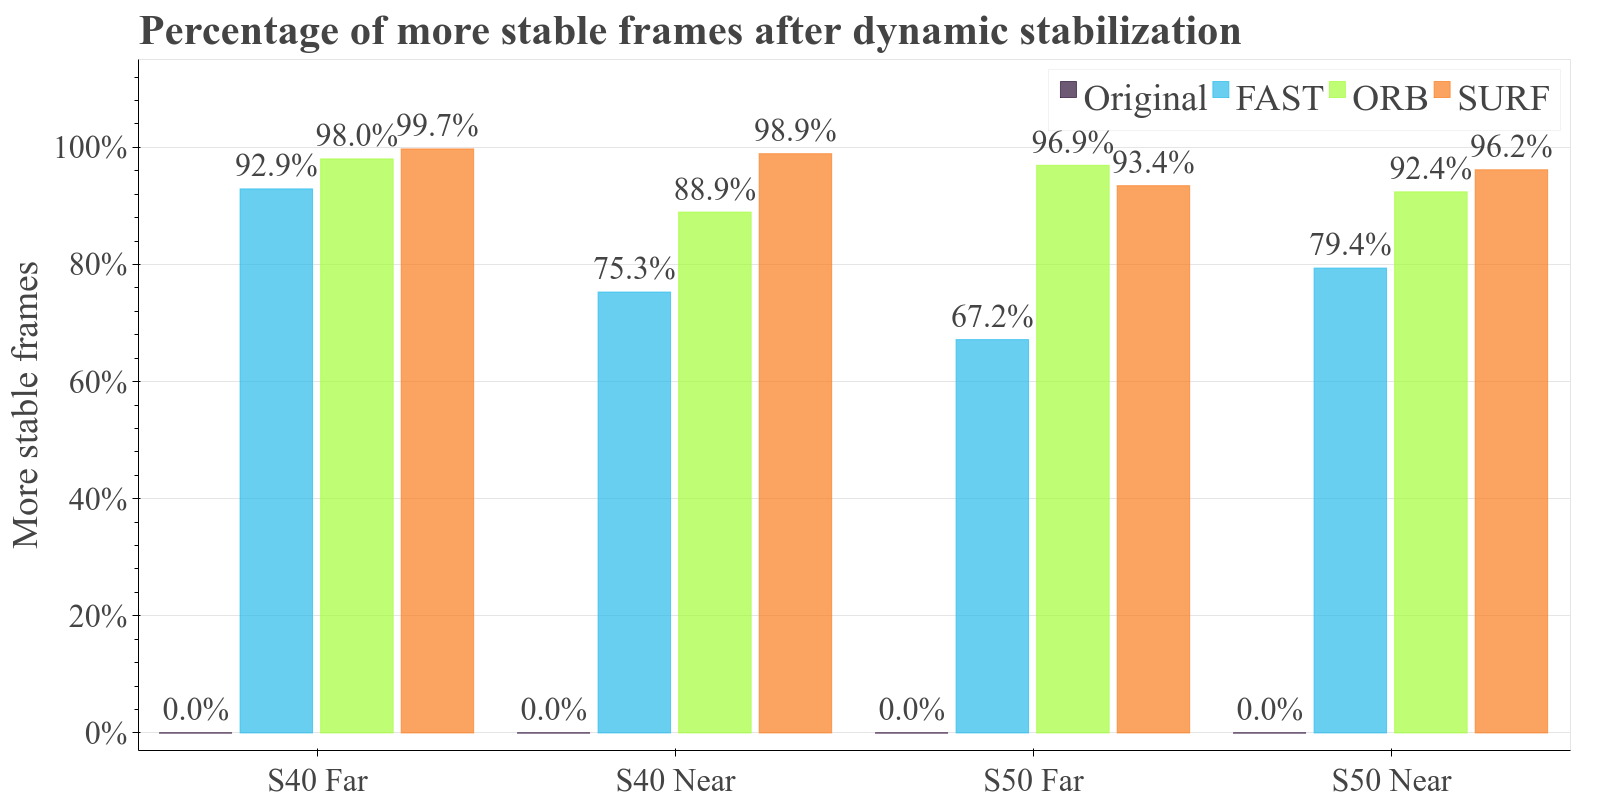 Percentage of more stable frames after dynamic stabilization
Original FAST ORB SURF
More stable frames
100%
80%
60%
40%
20%
0%
0.0% 92.9% 98.0% 99.7%
0.0% 75.3% 88.9% 98.9%
0.0% 67.2% 96.9% 93.4%
0.0% 79.4% 92.4% 96.2%
S40 Far S40 Near S50 Far S50 Near